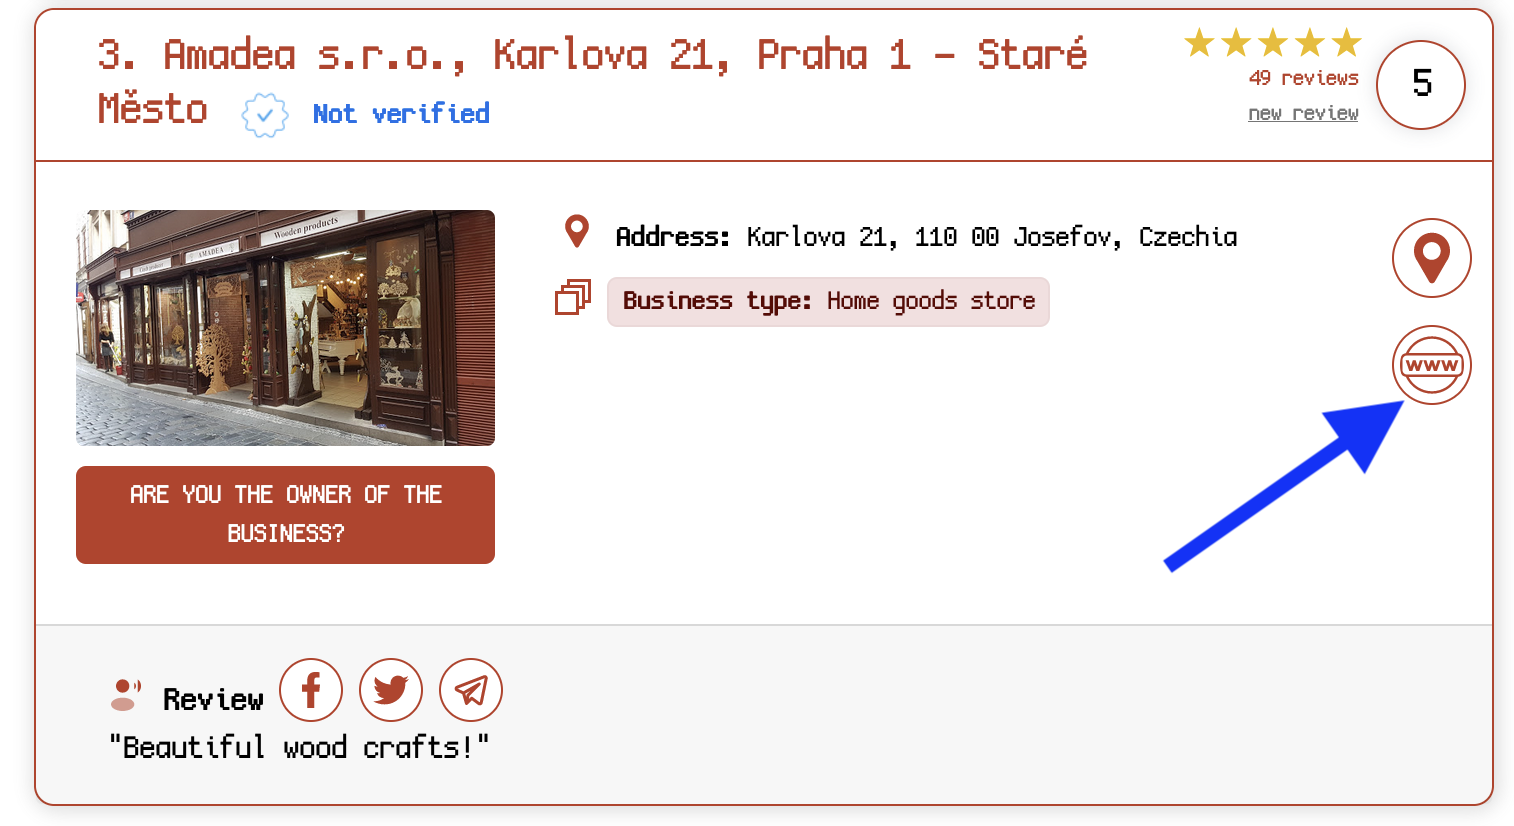 3. Amadea s.r.o., Karlova 21, Praha 1 – Staré
Město
Not verified
49 reviews
new review
5
Wooden products
AMADEA
Czech products
Address: Karlova 21, 110 00 Josefov, Czechia
Business type: Home goods store
WWW
ARE YOU THE OWNER OF THE
BUSINESS?
Review
"Beautiful wood crafts!"